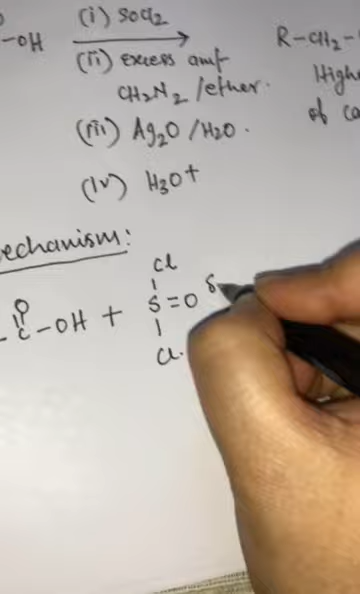 -OH (i) SOCl2 R-CH2-
(ii) excess amt High
CH2N2 / ether. of ca
(iii) Ag2O / H2O.
(iv) H3O+
echanism:
Cl
O
- C - OH + S = O δ
Cl